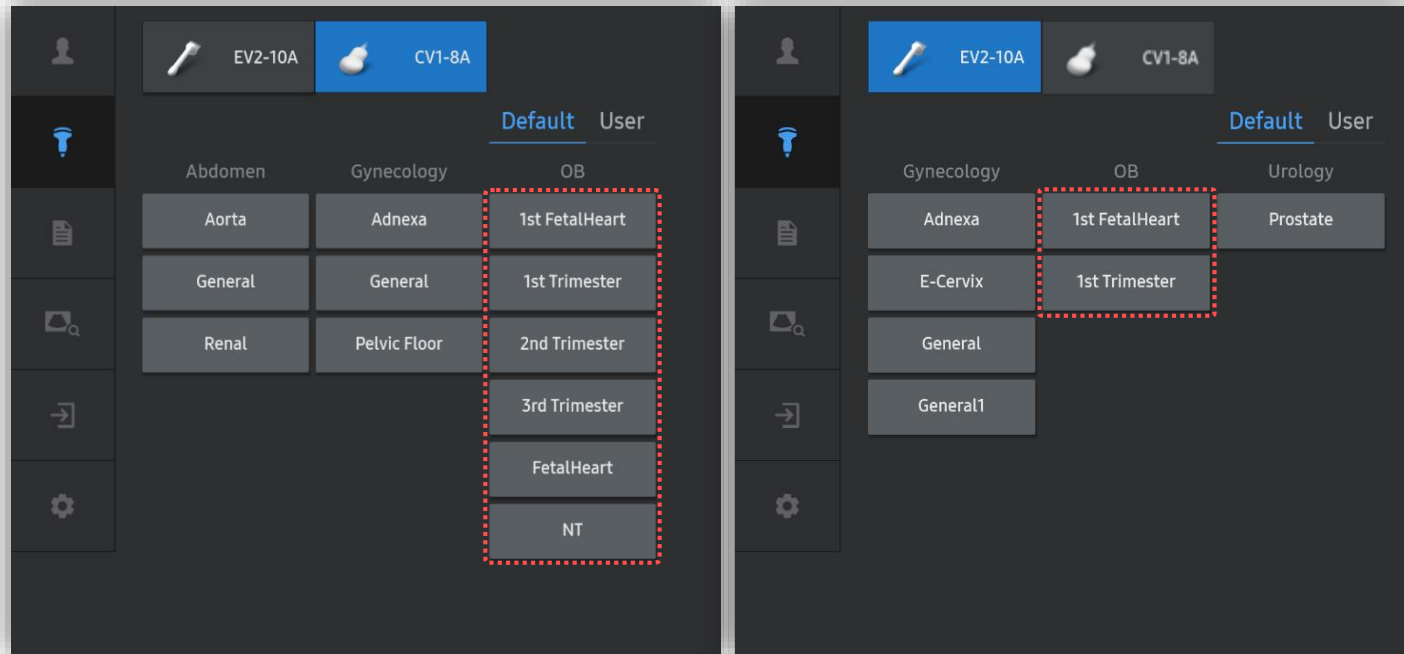 EV2-10A CV1-8A
Default User
Abdomen Gynecology OB
Aorta Adnexa 1st FetalHeart
General General 1st Trimester
Renal Pelvic Floor 2nd Trimester
3rd Trimester
FetalHeart
NT
EV2-10A CV1-8A
Default User
Gynecology OB Urology
Adnexa 1st FetalHeart Prostate
E-Cervix 1st Trimester
General
General1